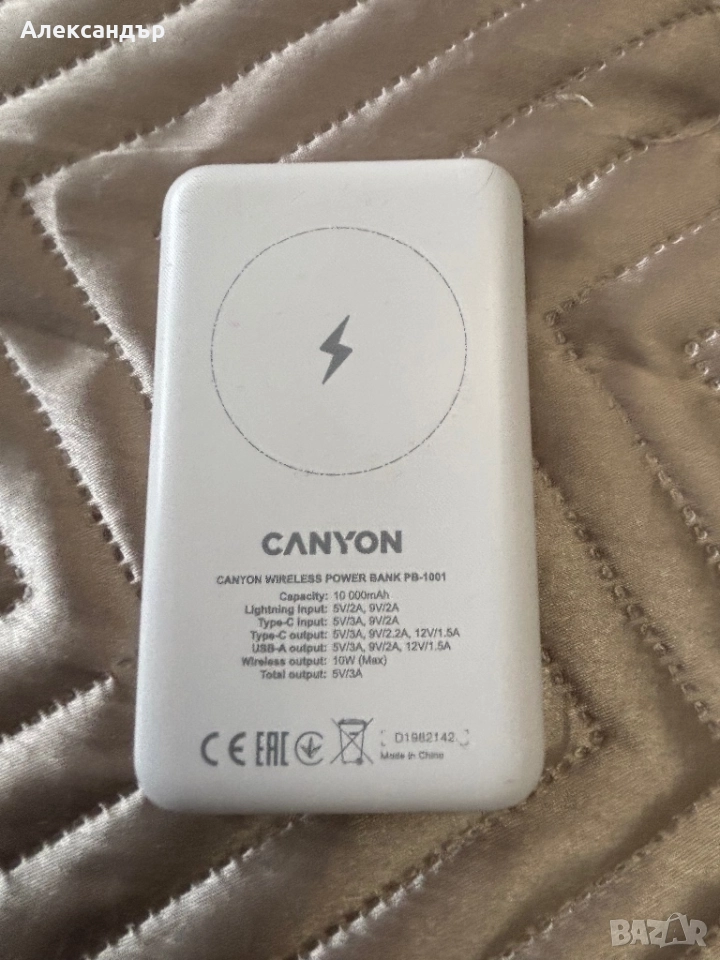 Александър
CANYON
CANYON WIRELESS POWER BANK PB-1001
Capacity: 10 000mAh
Lightning input: 5V/2A, 9V/2A
Type-C input: 5V/3A, 9V/2A
Type-C output: 5V/3A, 9V/2.2A, 12V/1.5A
USB-A output: 5V/3A, 9V/2A, 12V/1.5A
Wireless output: 10W (Max)
Total output: 5V/3A
CE EAC D1982142
Made in China
BAZAR